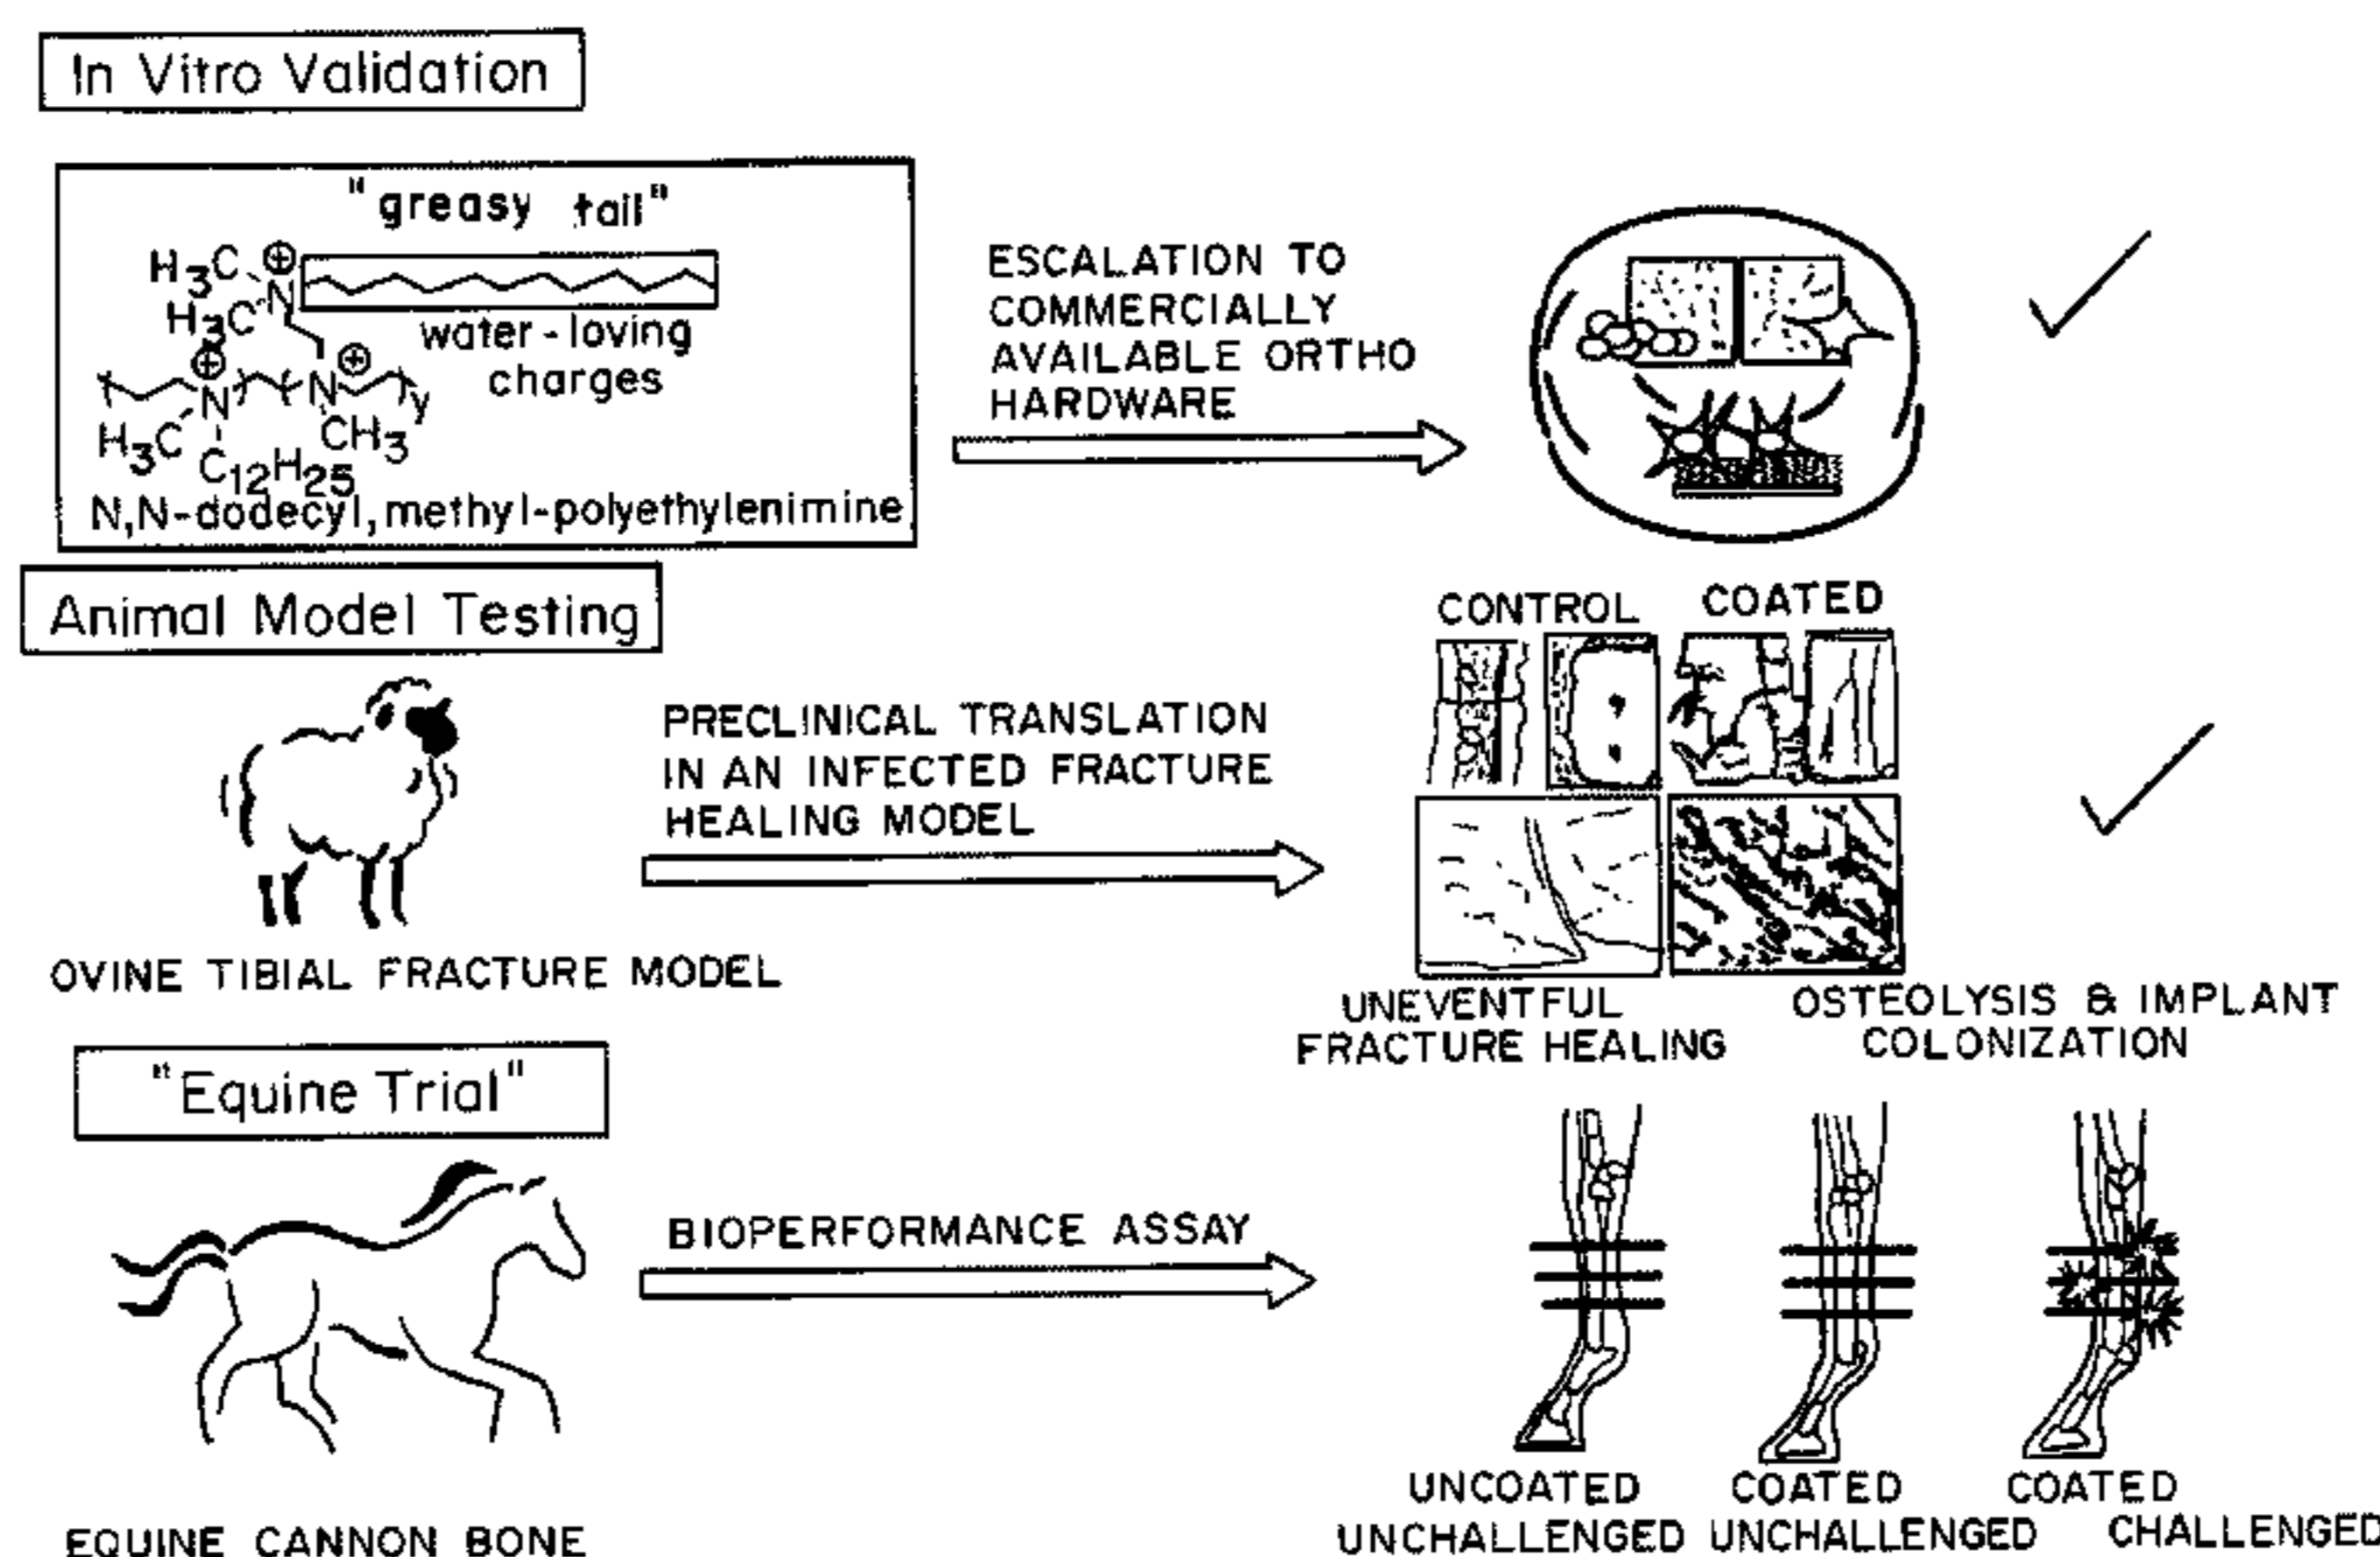 In Vitro Validation
"greasy tail"
H3C ⊕
N
H3C
water-loving
charges
⊕ ⊕
N N y
H3C CH3
C12H25
N,N-dodecyl, methyl-polyethylenimine
ESCALATION TO
COMMERCIALLY
AVAILABLE ORTHO
HARDWARE
Animal Model Testing
OVINE TIBIAL FRACTURE MODEL
PRECLINICAL TRANSLATION
IN AN INFECTED FRACTURE
HEALING MODEL
CONTROL COATED
UNEVENTFUL
FRACTURE HEALING
OSTEOLYSIS & IMPLANT
COLONIZATION
"Equine Trial"
EQUINE CANNON BONE
BIOPERFORMANCE ASSAY
UNCOATED
UNCHALLENGED
COATED
UNCHALLENGED
COATED
CHALLENGED